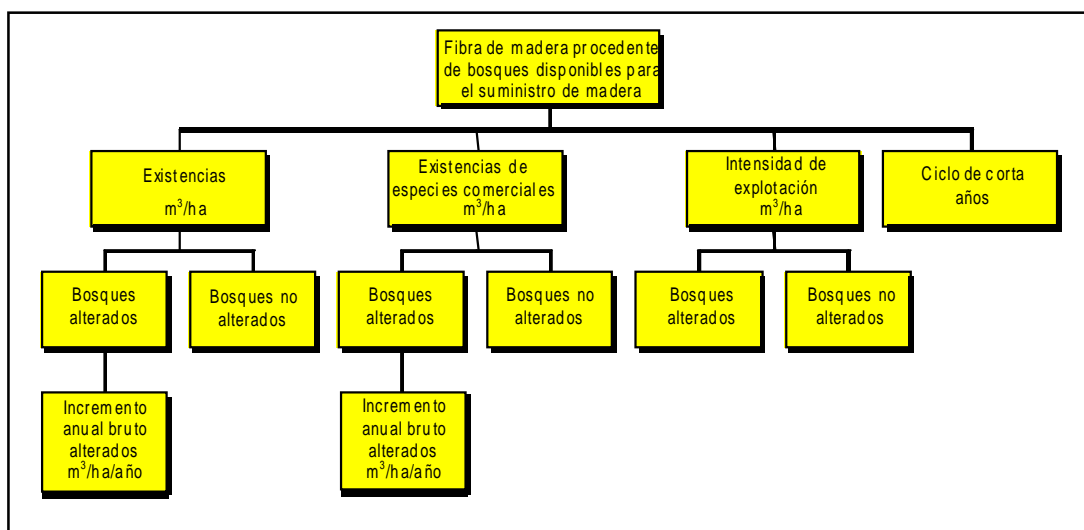 Fibra de madera procedente
de bosques disponibles para
el suministro de madera
Existencias
m³/ha
Existencias de
especies comerciales
m³/ha
Intensidad de
explotación
m³/ha
Ciclo de corta
años
Bosques
alterados
Bosques no
alterados
Bosques
alterados
Bosques no
alterados
Bosques
alterados
Bosques no
alterados
Incremento
anual bruto
alterados
m³/ha/año
Incremento
anual bruto
alterados
m³/ha/año